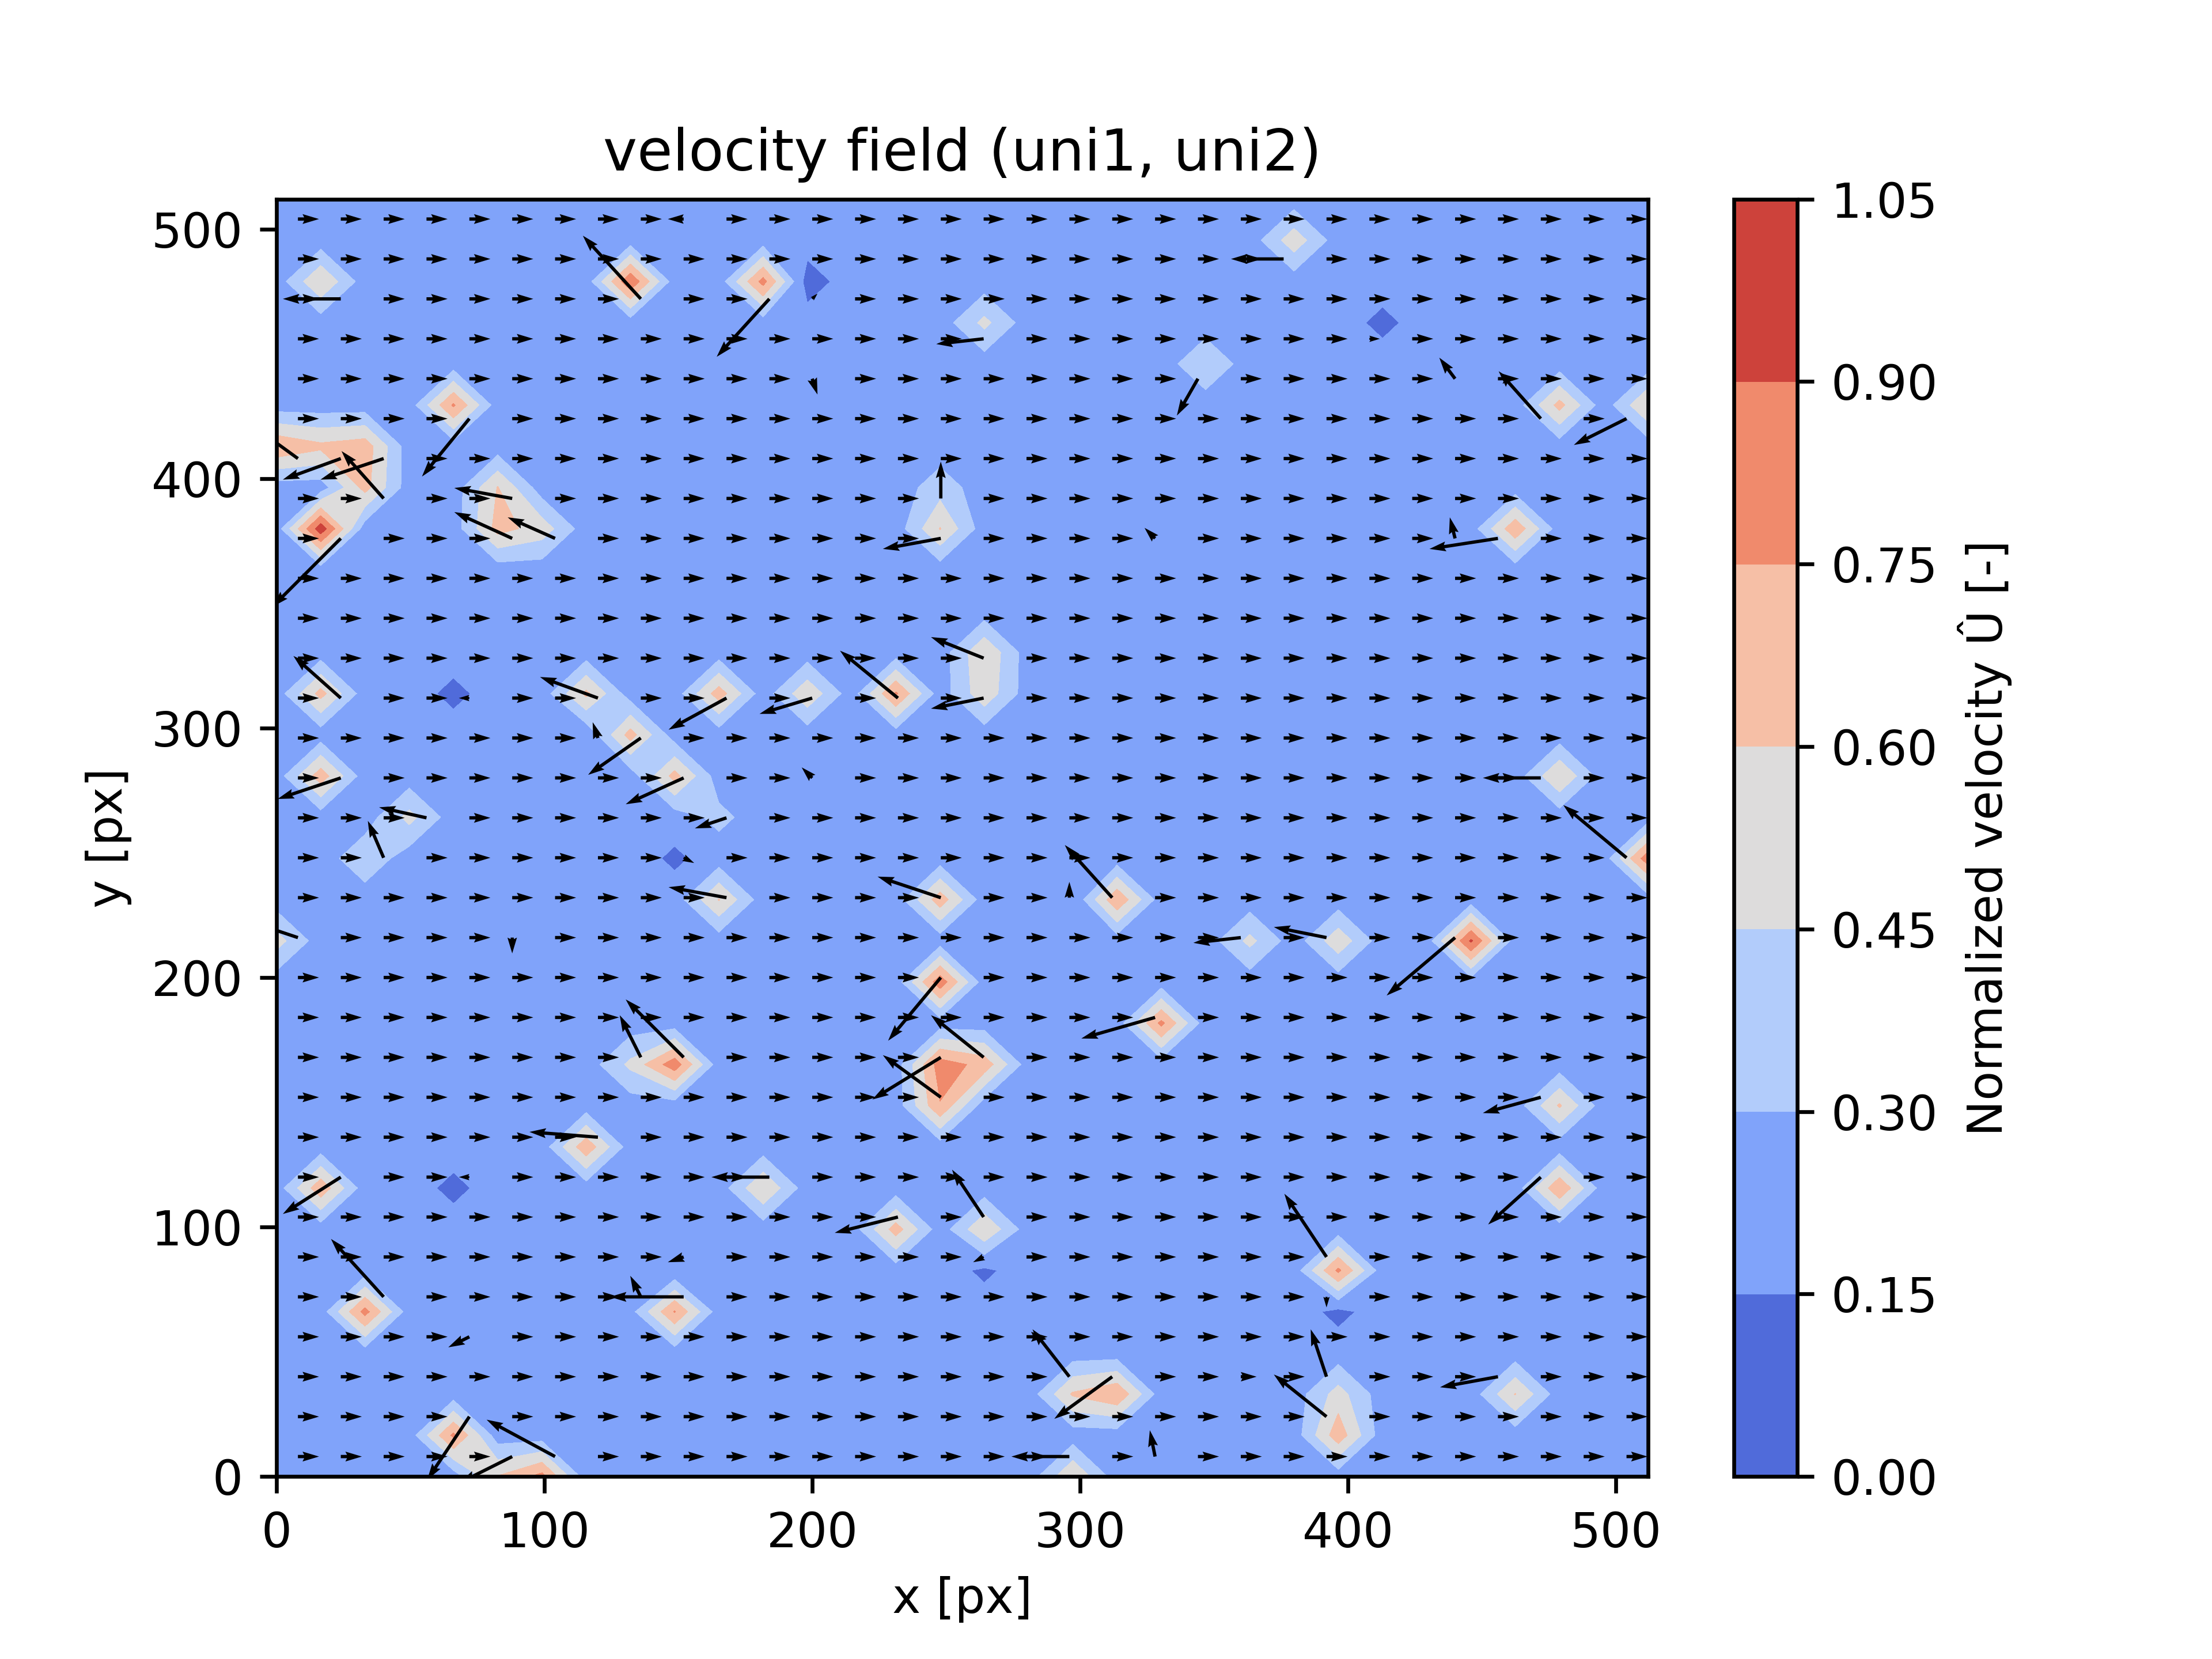 velocity field (uni1, uni2)
500
400
300
200
100
0
y [px]
0 100 200 300 400 500
x [px]
1.05
0.90
0.75
0.60
0.45
0.30
0.15
0.00
Normalized velocity Û [-]